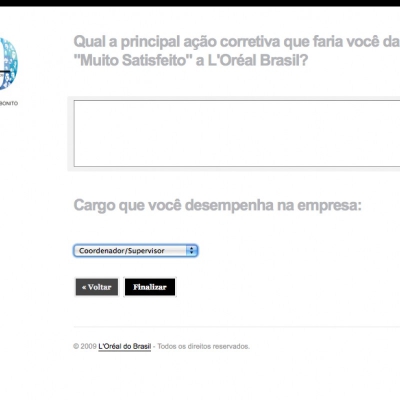 Qual a principal ação corretiva que faria você da
"Muito Satisfeito" a L'Oréal Brasil?
BONITO
Cargo que você desempenha na empresa:
Coordenador/Supervisor
« Voltar
Finalizar
© 2009 L'Oréal do Brasil - Todos os direitos reservados.